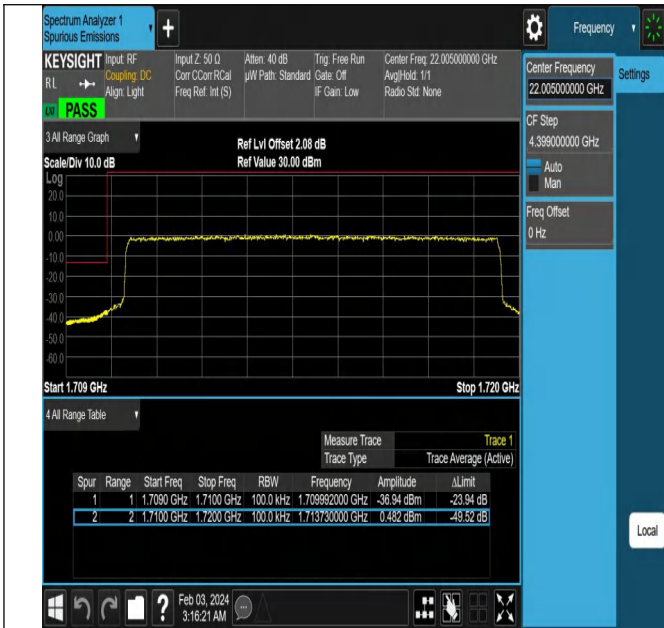 Spectrum Analyzer 1
Spurious Emissions
+
Frequency
KEYSIGHT
RL
PASS
Input: RF
Coupling: DC
Align: Light
Input Z: 50 Ω
Corr CCorr RCal
Freq Ref: Int (S)
Atten: 40 dB
µW Path: Standard
Trig: Free Run
Gate: Off
IF Gain: Low
Center Freq: 22.005000000 GHz
Avg|Hold: 1/1
Radio Std: None
Center Frequency
22.005000000 GHz
Settings
CF Step
4.399000000 GHz
Auto
Man
Freq Offset
0 Hz
3 All Range Graph
Scale/Div 10.0 dB
Ref Lvl Offset 2.08 dB
Ref Value 30.00 dBm
Log
20.0
10.0
0.00
-10.0
-20.0
-30.0
-40.0
-50.0
-60.0
Start 1.709 GHz
Stop 1.720 GHz
4 All Range Table
Measure Trace Trace 1
Trace Type Trace Average (Active)
Spur Range Start Freq Stop Freq RBW Frequency Amplitude ΔLimit
1 1 1.7090 GHz 1.7100 GHz 100.0 kHz 1.709992000 GHz -36.94 dBm -23.94 dB
2 2 1.7100 GHz 1.7200 GHz 100.0 kHz 1.713730000 GHz 0.482 dBm -49.52 dB
Local
?
Feb 03, 2024
3:16:21 AM